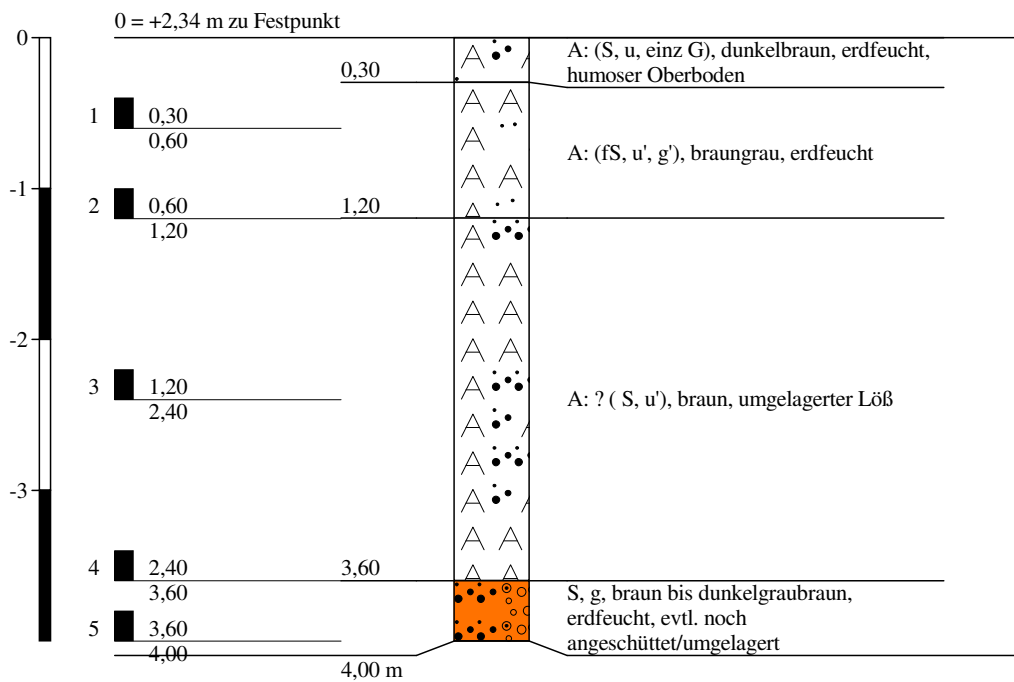 0 = +2,34 m zu Festpunkt
0
A: (S, u, einz G), dunkelbraun, erdfeucht,
humoser Oberboden
0,30
1
0,30
0,60
A: (fS, u', g'), braungrau, erdfeucht
-1
2
0,60
1,20
1,20
-2
3
1,20
2,40
A: ? ( S, u'), braun, umgelagerter Löß
-3
4
2,40
3,60
3,60
S, g, braun bis dunkelgraubraun,
erdfeucht, evtl. noch
angeschüttet/umgelagert
5
3,60
4,00
4,00 m